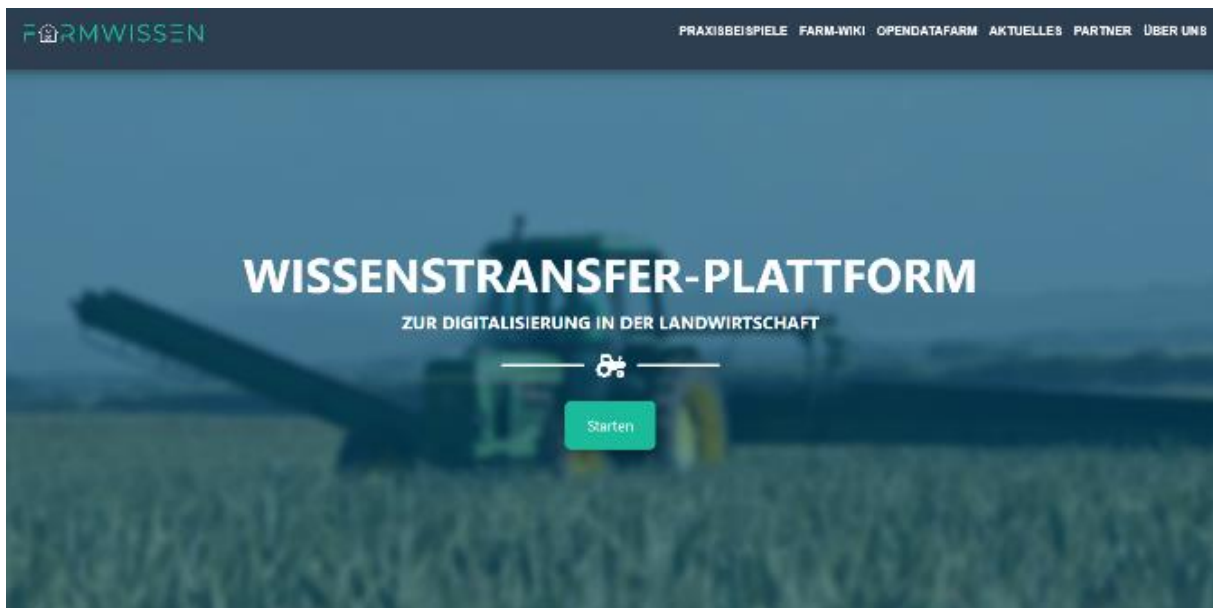 FARMWISSEN
PRAXISBEISPIELE FARM-WIKI OPENDATAFARM AKTUELLES PARTNER ÜBER UNS
WISSENSTRANSFER-PLATTFORM
ZUR DIGITALISIERUNG IN DER LANDWIRTSCHAFT
Starten